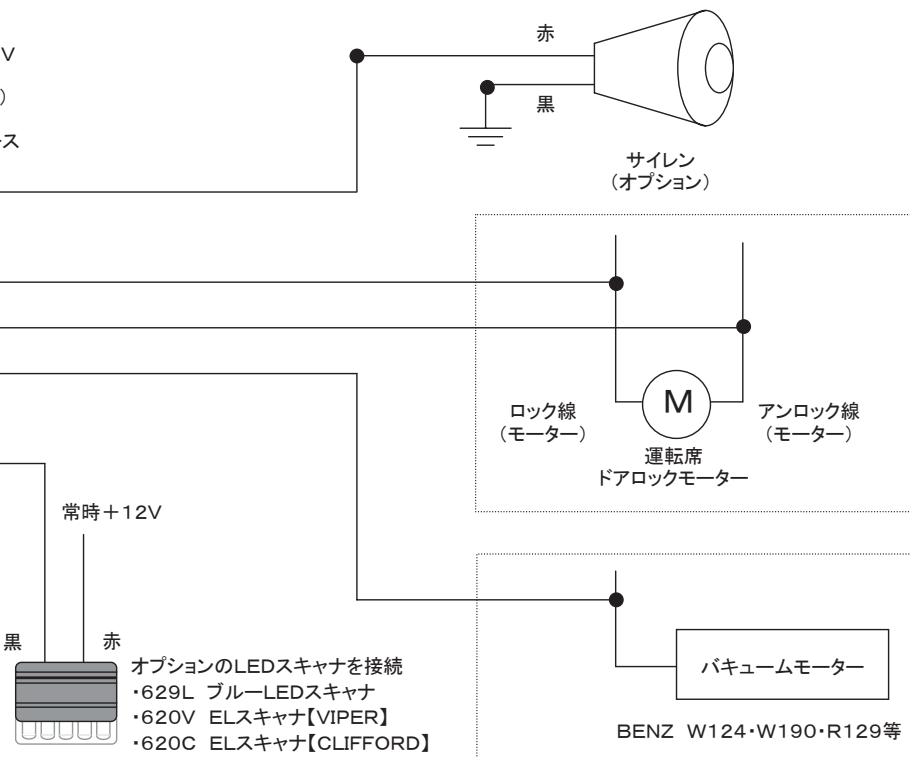 赤
V
)
黒
ース
サイレン
(オプション)
M
ロック線
(モーター)
アンロック線
(モーター)
運転席
ドアロックモーター
常時+12V
黒
赤
オプションのLEDスキャナを接続
・629L ブルーLEDスキャナ
・620V ELスキャナ【VIPER】
・620C ELスキャナ【CLIFFORD】
バキュームモーター
BENZ W124・W190・R129等